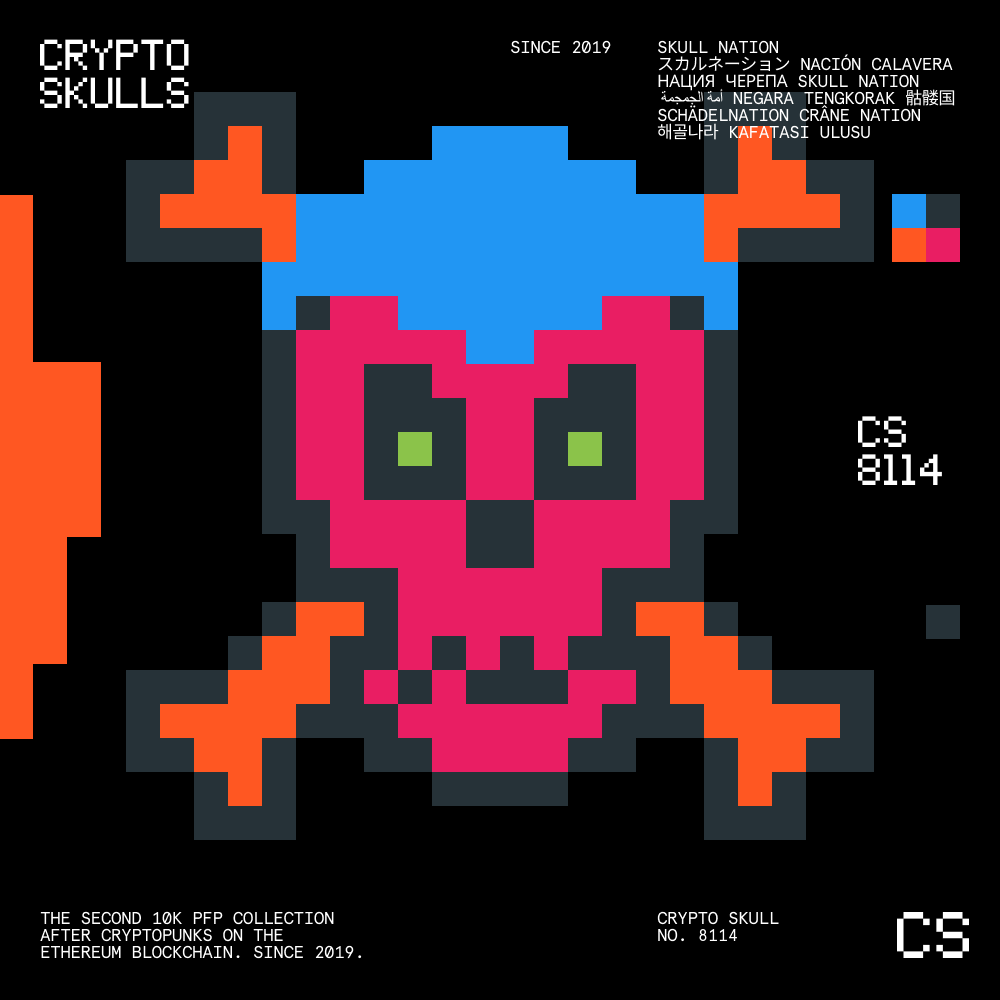 CRYPTO
SKULLS
SINCE 2019
SKULL NATION
スカルネーション NACIÓN CALAVERA
НАЦИЯ ЧЕРЕПА SKULL NATION
أمة الجمجمة NEGARA TENGKORAK 骷髅国
SCHÄDELNATION CRÂNE NATION
해골나라 KAFATASI ULUSU
CS
8114
THE SECOND 10K PFP COLLECTION
AFTER CRYPTOPUNKS ON THE
ETHEREUM BLOCKCHAIN. SINCE 2019.
CRYPTO SKULL
NO. 8114
CS